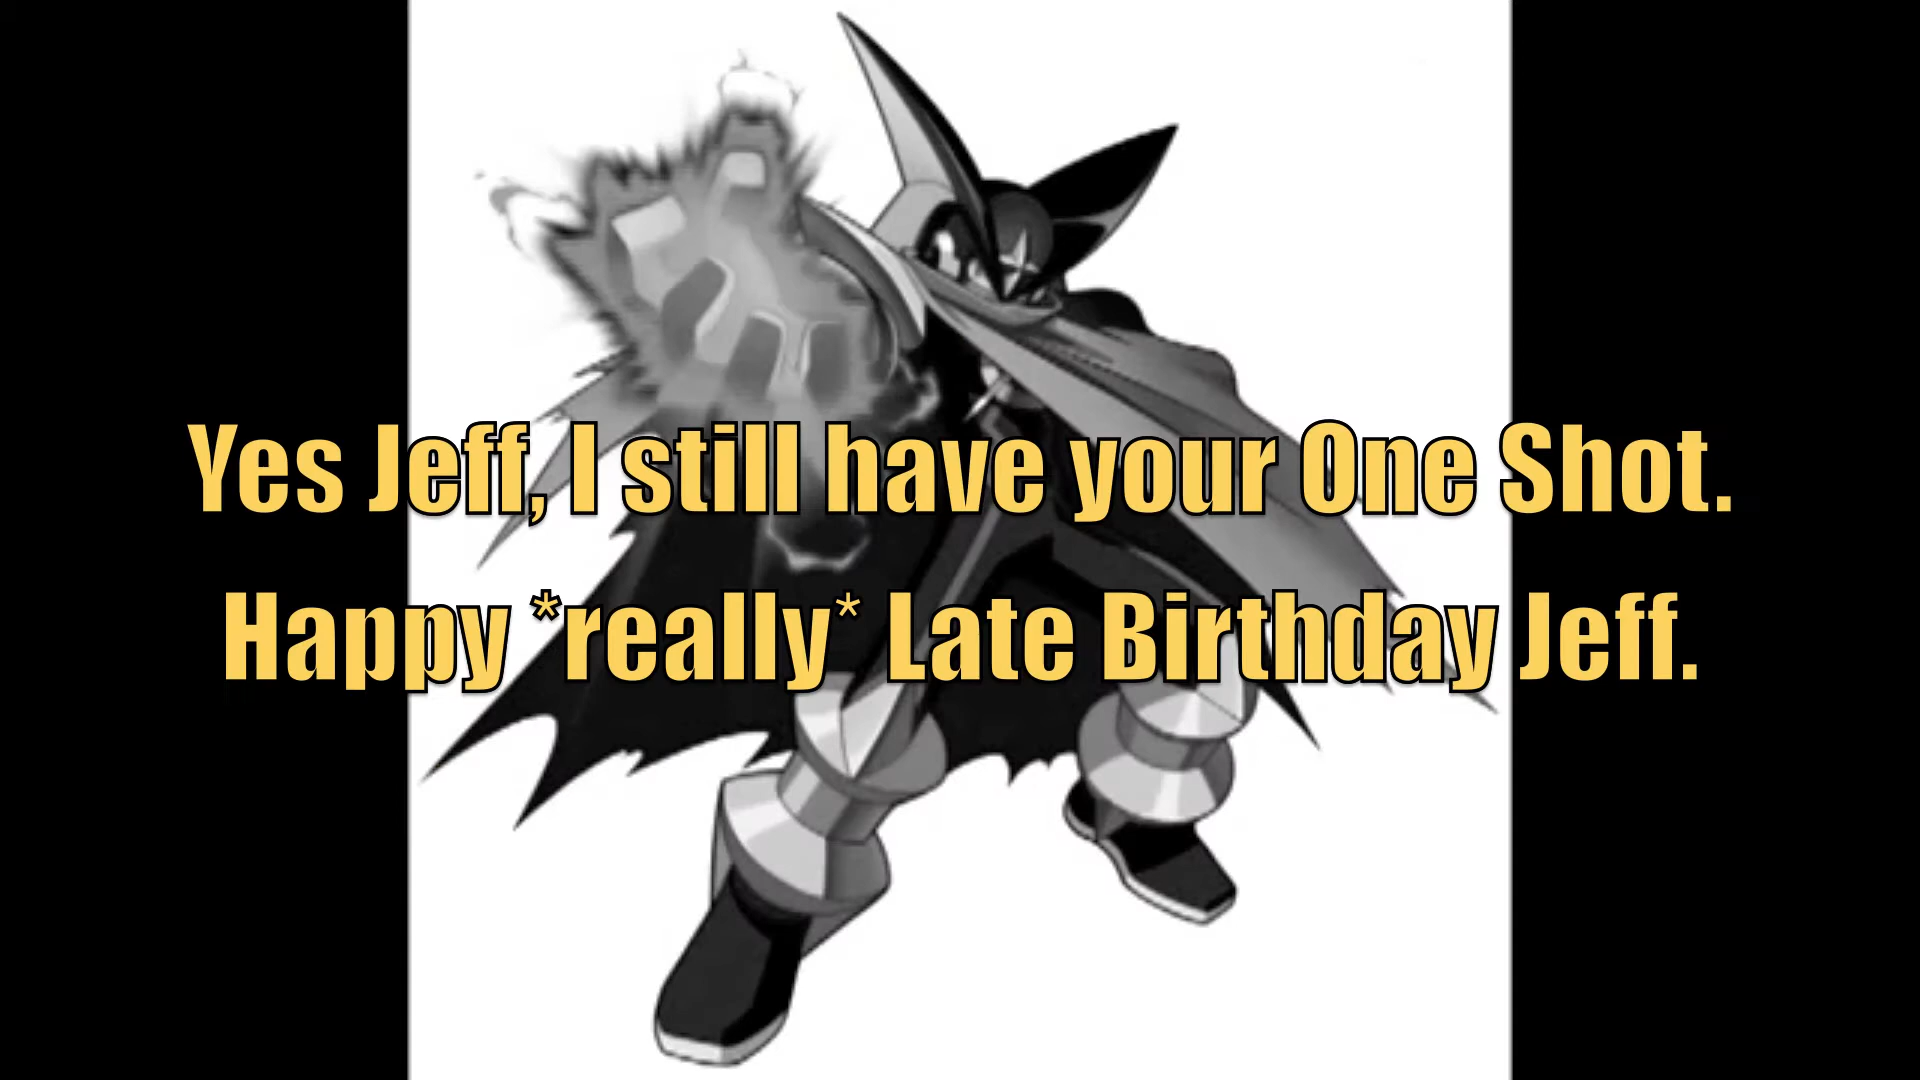 Yes Jeff, I still have your One Shot.
Happy *really* Late Birthday Jeff.